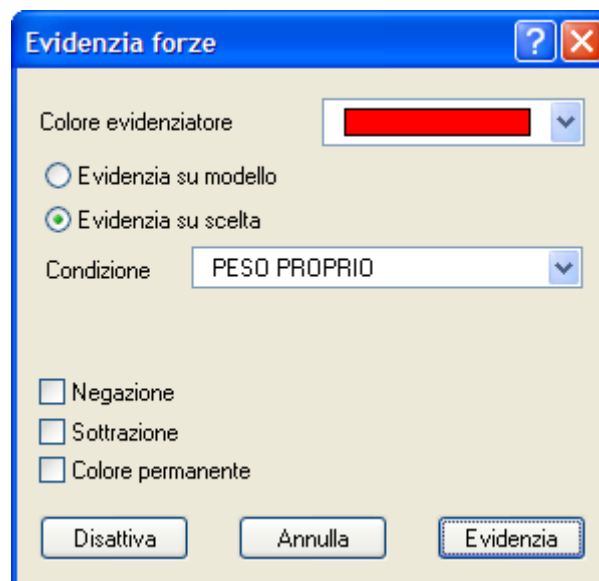 Evidenzia forze
Colore evidenziatore
Evidenzia su modello
Evidenzia su scelta
Condizione PESO PROPRIO
Negazione
Sottrazione
Colore permanente
Disattiva Annulla Evidenzia